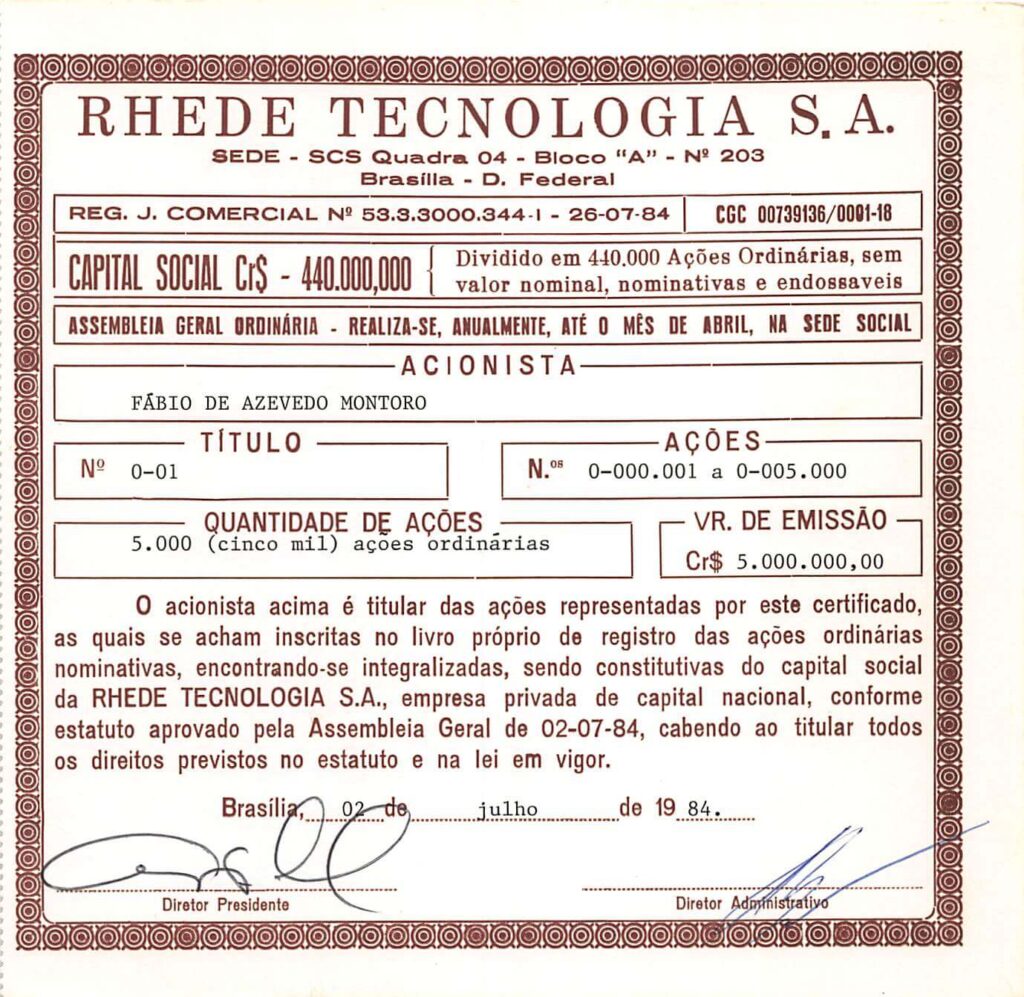 RHEDE TECNOLOGIA S.A.
SEDE - SCS Quadra 04 - Bloco "A" - Nº 203
Brasília - D. Federal
REG. J. COMERCIAL Nº 53.3.3000.344-1 - 26-07-84
CGC 00739136/0001-18
CAPITAL SOCIAL Cr$ - 440.000,000
Dividido em 440.000 Ações Ordinárias, sem
valor nominal, nominativas e endossaveis
ASSEMBLEIA GERAL ORDINÁRIA - REALIZA-SE, ANUALMENTE, ATÉ O MÊS DE ABRIL, NA SEDE SOCIAL
ACIONISTA
FÁBIO DE AZEVEDO MONTORO
TÍTULO
Nº 0-01
AÇÕES
N.os 0-000.001 a 0-005.000
QUANTIDADE DE AÇÕES
5.000 (cinco mil) ações ordinárias
VR. DE EMISSÃO
Cr$ 5.000.000,00
O acionista acima é titular das ações representadas por este certificado,
as quais se acham inscritas no livro próprio de registro das ações ordinárias
nominativas, encontrando-se integralizadas, sendo constitutivas do capital social
da RHEDE TECNOLOGIA S.A., empresa privada de capital nacional, conforme
estatuto aprovado pela Assembleia Geral de 02-07-84, cabendo ao titular todos
os direitos previstos no estatuto e na lei em vigor.
Brasília, 02 de julho de 1984.
Diretor Presidente
Diretor Administrativo